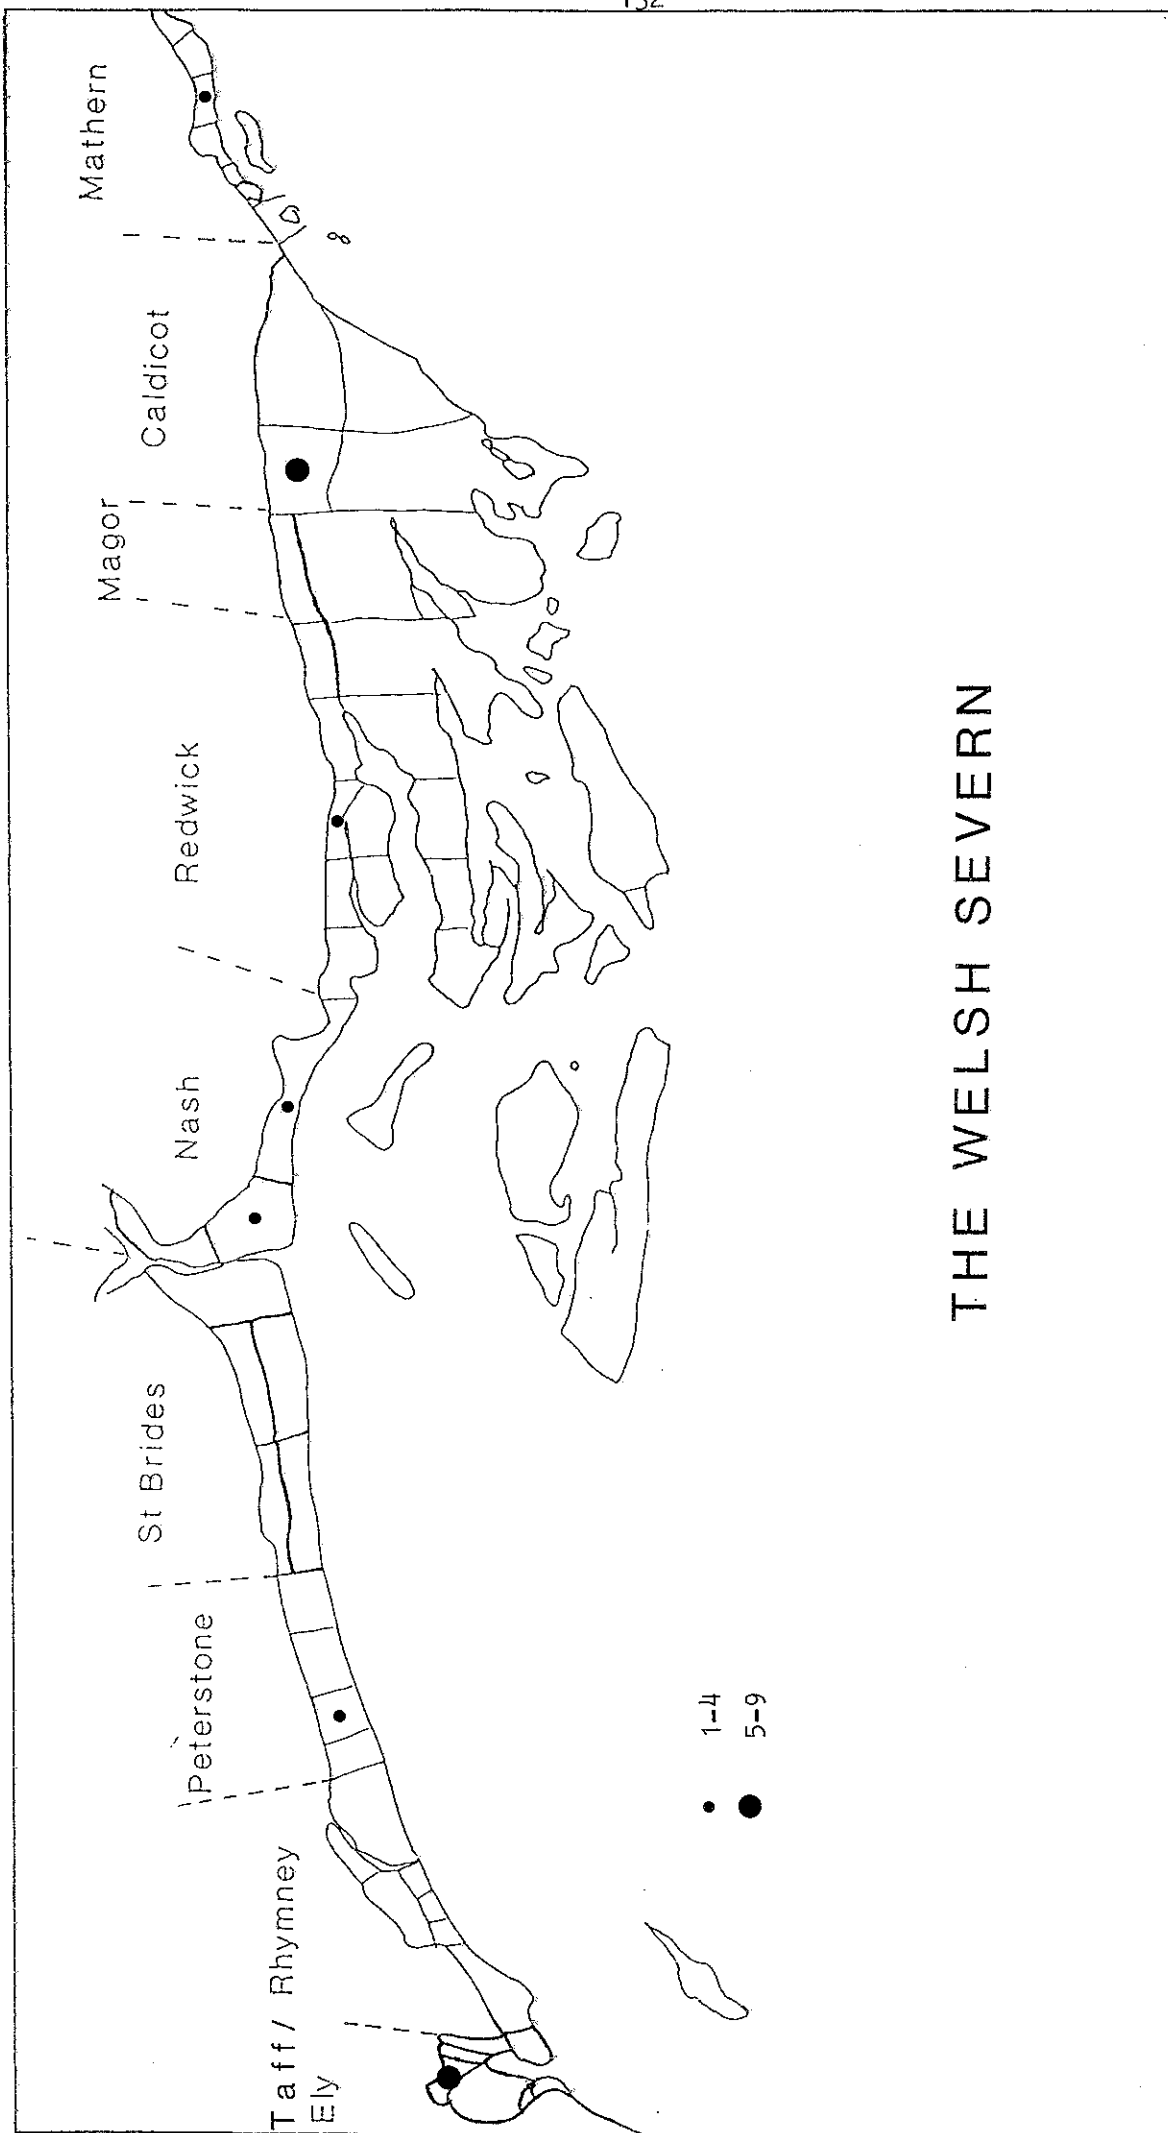 Taff / Rhymney
Ely
Peterstone
St Brides
Nash
Redwick
Magor
Caldicot
Mathern
1-4
5-9
THE WELSH SEVERN